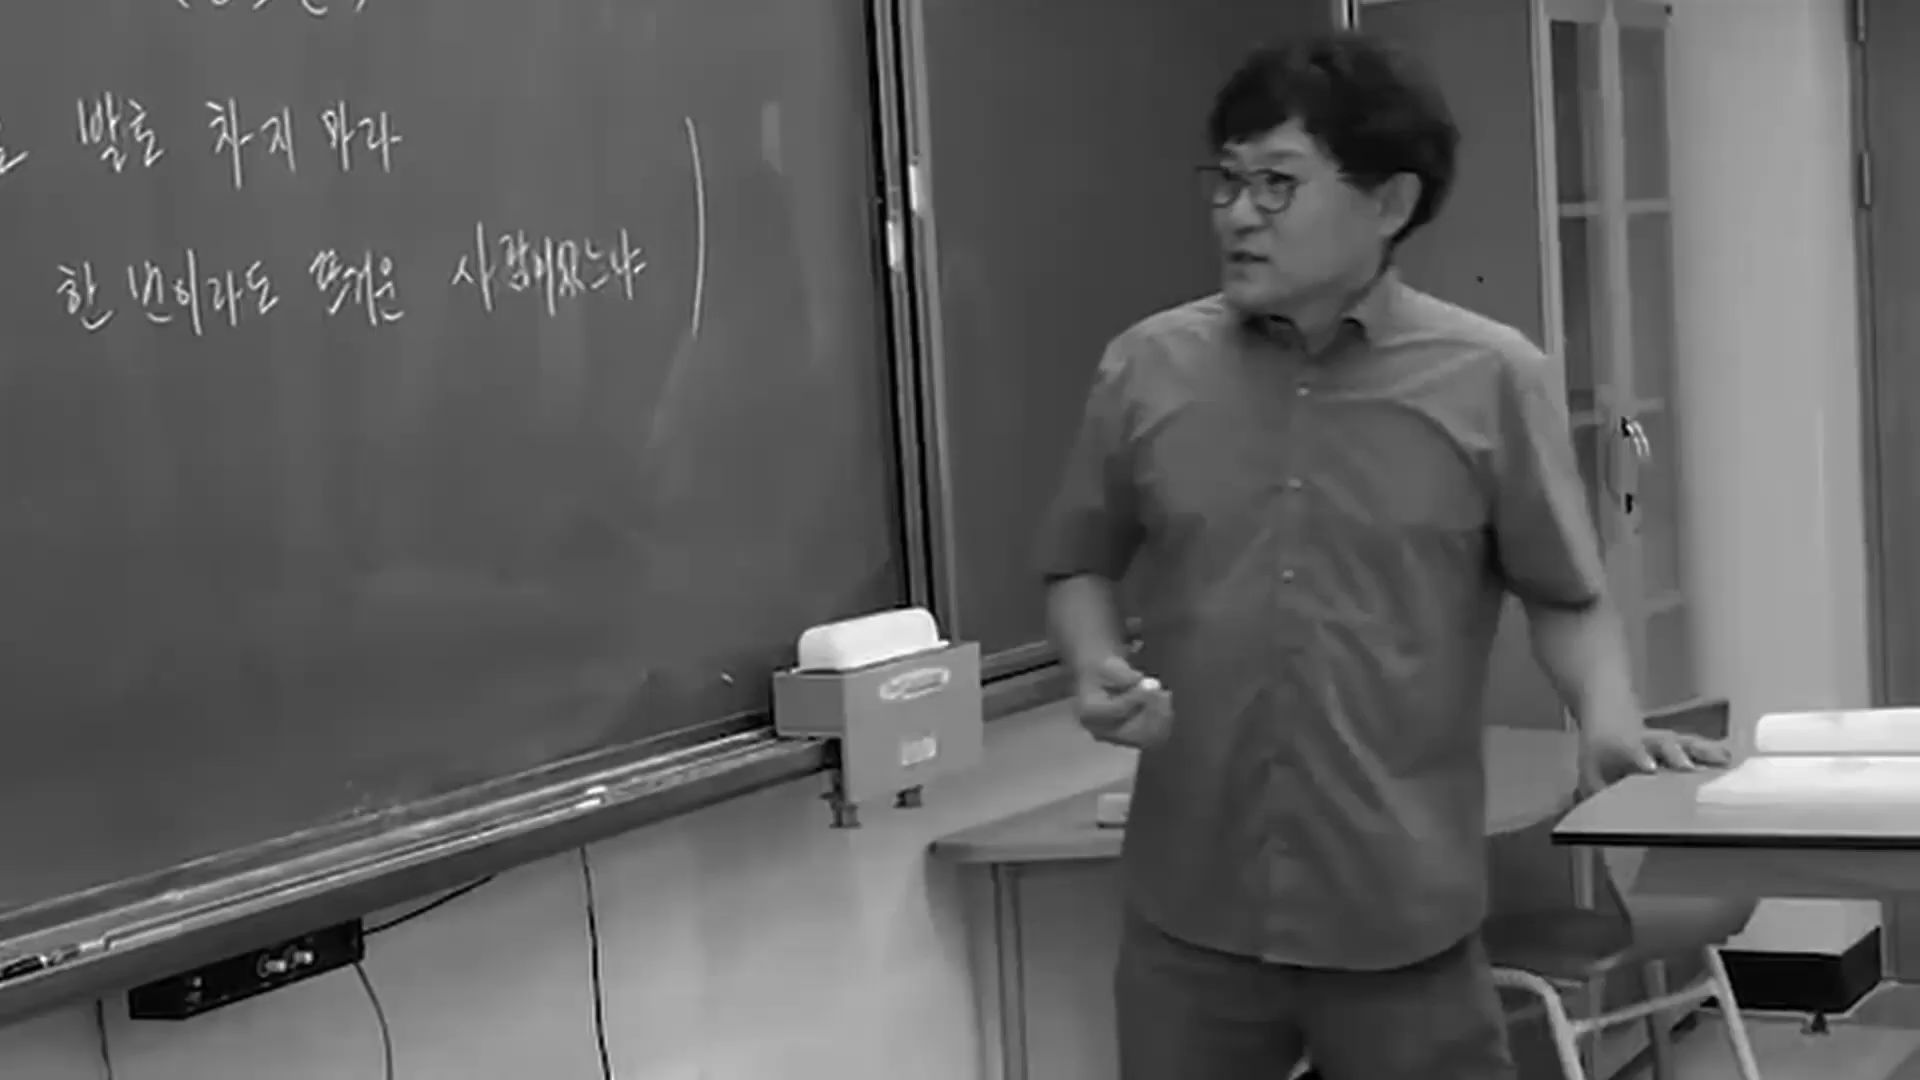 발로 차지 마라
한 번이라도 뜨거운 사람이었느냐